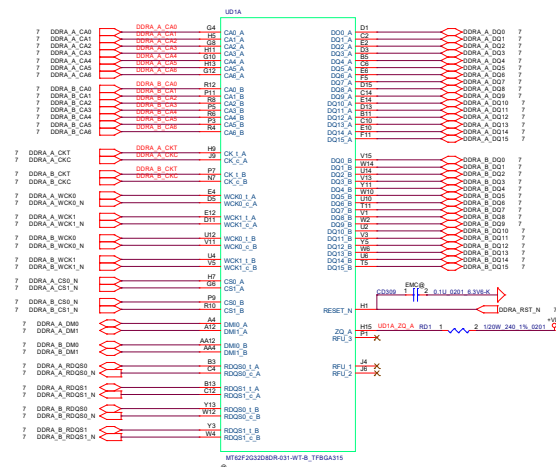 UD1A
7 DDRA_A_CA0 DDRA_A_CA0 G4 CA0_A DQ0_A D1 DDRA_A_DQ0 7
7 DDRA_A_CA1 DDRA_A_CA1 H5 CA1_A DQ1_A C2 DDRA_A_DQ1 7
7 DDRA_A_CA2 DDRA_A_CA2 G8 CA2_A DQ2_A E2 DDRA_A_DQ2 7
7 DDRA_A_CA3 DDRA_A_CA3 H11 CA3_A DQ3_A D3 DDRA_A_DQ3 7
7 DDRA_A_CA4 DDRA_A_CA4 G10 CA4_A DQ4_A B5 DDRA_A_DQ4 7
7 DDRA_A_CA5 DDRA_A_CA5 H13 CA5_A DQ5_A C6 DDRA_A_DQ5 7
7 DDRA_A_CA6 DDRA_A_CA6 G12 CA6_A DQ6_A E6 DDRA_A_DQ6 7
DQ7_A F5 DDRA_A_DQ7 7
7 DDRA_B_CA0 DDRA_B_CA0 R12 CA0_B DQ8_A D15 DDRA_A_DQ8 7
7 DDRA_B_CA1 DDRA_B_CA1 P11 CA1_B DQ9_A C14 DDRA_A_DQ9 7
7 DDRA_B_CA2 DDRA_B_CA2 R8 CA2_B DQ10_A E14 DDRA_A_DQ10 7
7 DDRA_B_CA3 DDRA_B_CA3 P5 CA3_B DQ11_A D13 DDRA_A_DQ11 7
7 DDRA_B_CA4 DDRA_B_CA4 R6 CA4_B DQ12_A B11 DDRA_A_DQ12 7
7 DDRA_B_CA5 DDRA_B_CA5 P3 CA5_B DQ13_A C10 DDRA_A_DQ13 7
7 DDRA_B_CA6 DDRA_B_CA6 R4 CA6_B DQ14_A E10 DDRA_A_DQ14 7
DQ15_A F11 DDRA_A_DQ15 7
7 DDRA_A_CKT DDRA_A_CKT H9 CK_t_A
7 DDRA_A_CKC DDRA_A_CKC J9 CK_c_A DQ0_B V15 DDRA_B_DQ0 7
DQ1_B W14 DDRA_B_DQ1 7
7 DDRA_B_CKT DDRA_B_CKT P7 CK_t_B DQ2_B U14 DDRA_B_DQ2 7
7 DDRA_B_CKC DDRA_B_CKC N7 CK_c_B DQ3_B V13 DDRA_B_DQ3 7
DQ4_B Y11 DDRA_B_DQ4 7
7 DDRA_A_WCK0 E4 WCK0_t_A DQ5_B W10 DDRA_B_DQ5 7
7 DDRA_A_WCK0_N D5 WCK0_c_A DQ6_B U10 DDRA_B_DQ6 7
DQ7_B T11 DDRA_B_DQ7 7
7 DDRA_A_WCK1 E12 WCK1_t_A DQ8_B V1 DDRA_B_DQ8 7
7 DDRA_A_WCK1_N D11 WCK1_c_A DQ9_B W2 DDRA_B_DQ9 7
DQ10_B U2 DDRA_B_DQ10 7
7 DDRA_B_WCK0 U12 WCK0_t_B DQ11_B V3 DDRA_B_DQ11 7
7 DDRA_B_WCK0_N V11 WCK0_c_B DQ12_B Y5 DDRA_B_DQ12 7
DQ13_B W6 DDRA_B_DQ13 7
7 DDRA_B_WCK1 U4 WCK1_t_B DQ14_B U6 DDRA_B_DQ14 7
7 DDRA_B_WCK1_N V5 WCK1_c_B DQ15_B T5 DDRA_B_DQ15 7
7 DDRA_A_CS0_N H7 CS0_A
7 DDRA_A_CS1_N G6 CS1_A
EMC@
CD309 1 2 0.1U_0201_6.3V6-K
7 DDRA_B_CS0_N P9 CS0_B
7 DDRA_B_CS1_N R10 CS1_B RESET_N H1 DDRA_RST_N 7
7 DDRA_A_DM0 A4 DMI0_A
7 DDRA_A_DM1 A12 DMI1_A ZQ_A H15 UD1A_ZQ_A RD1 1 2 1/20W_240_1%_0201
RFU_3 P1
7 DDRA_B_DM0 AA12 DMI0_B
7 DDRA_B_DM1 AA4 DMI1_B
7 DDRA_A_RDQS0 B3 RDQS0_t_A RFU_1 J4
7 DDRA_A_RDQS0_N C4 RDQS0_c_A RFU_2 J6
7 DDRA_A_RDQS1 B13 RDQS1_t_A
7 DDRA_A_RDQS1_N C12 RDQS1_c_A
7 DDRA_B_RDQS0 Y13 RDQS0_t_B
7 DDRA_B_RDQS0_N W12 RDQS0_c_B
7 DDRA_B_RDQS1 Y3 RDQS1_t_B
7 DDRA_B_RDQS1_N W4 RDQS1_c_B
MT62F2G32D8DR-031-WT-B_TFBGA315